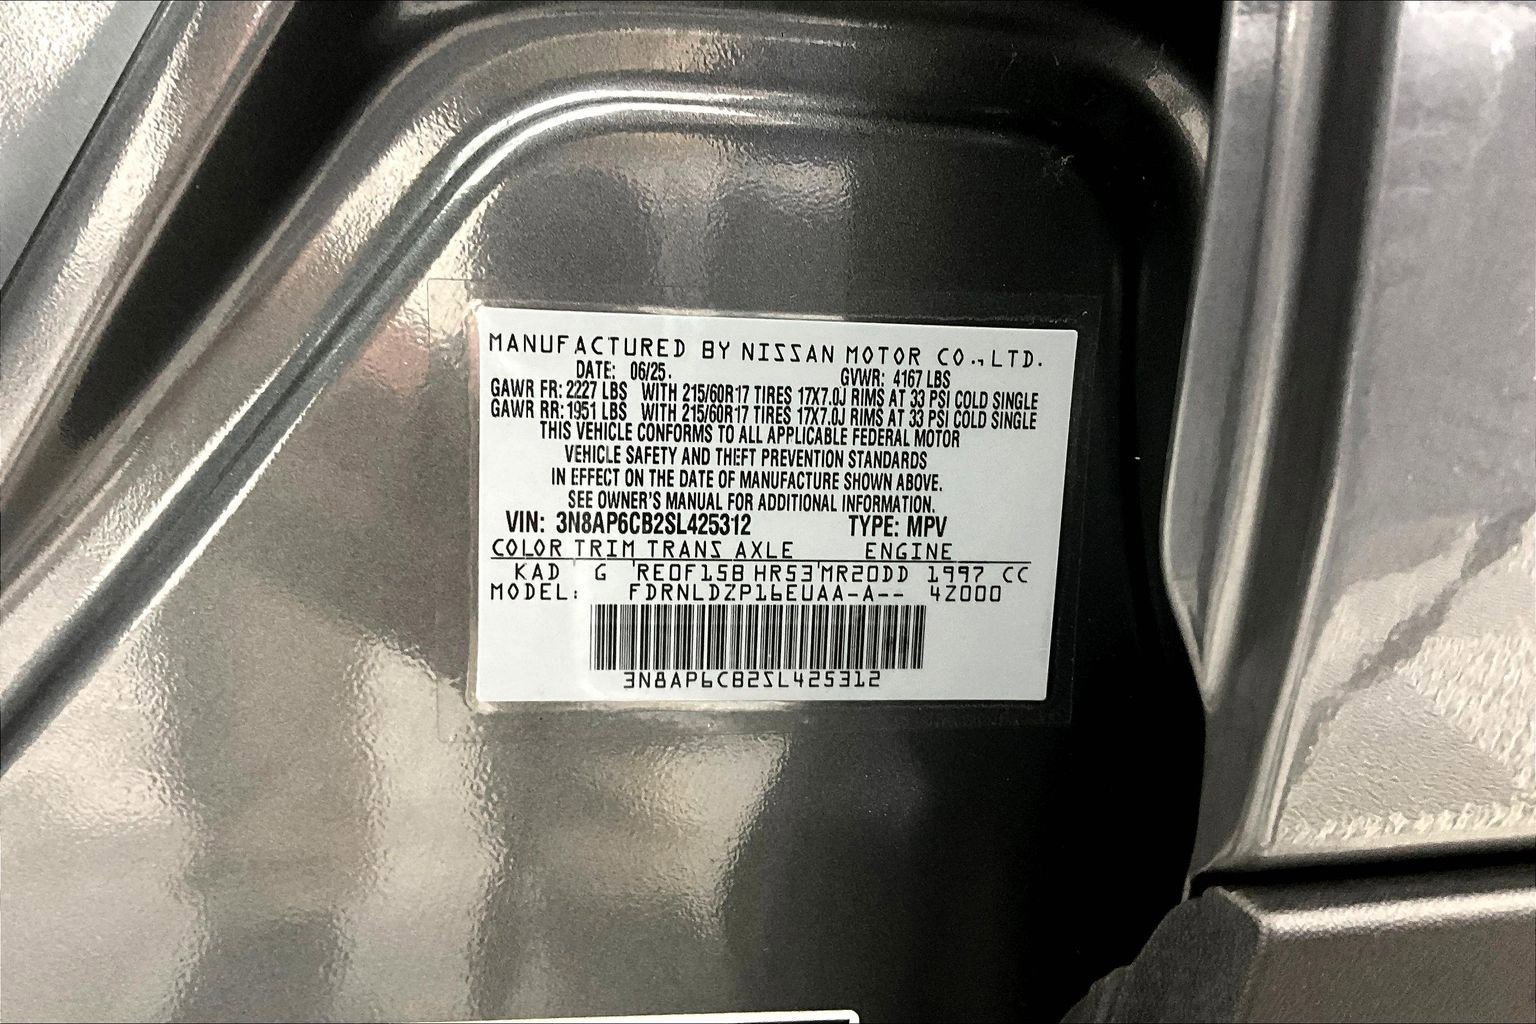 MANUFACTURED BY NISSAN MOTOR CO.,LTD.
DATE: 06/25. GVWR: 4167 LBS
GAWR FR: 2227 LBS WITH 215/60R17 TIRES 17X7.0J RIMS AT 33 PSI COLD SINGLE
GAWR RR: 1951 LBS WITH 215/60R17 TIRES 17X7.0J RIMS AT 33 PSI COLD SINGLE
THIS VEHICLE CONFORMS TO ALL APPLICABLE FEDERAL MOTOR
VEHICLE SAFETY AND THEFT PREVENTION STANDARDS
IN EFFECT ON THE DATE OF MANUFACTURE SHOWN ABOVE.
SEE OWNER'S MANUAL FOR ADDITIONAL INFORMATION.
VIN: 3N8AP6CB2SL425312 TYPE: MPV
COLOR TRIM TRANS AXLE ENGINE
KAD G RE0F15B HR53 MR20DD 1997 CC
MODEL: FDRNLDZP16EUAA-A-- 4Z000
3N8AP6CB2SL425312